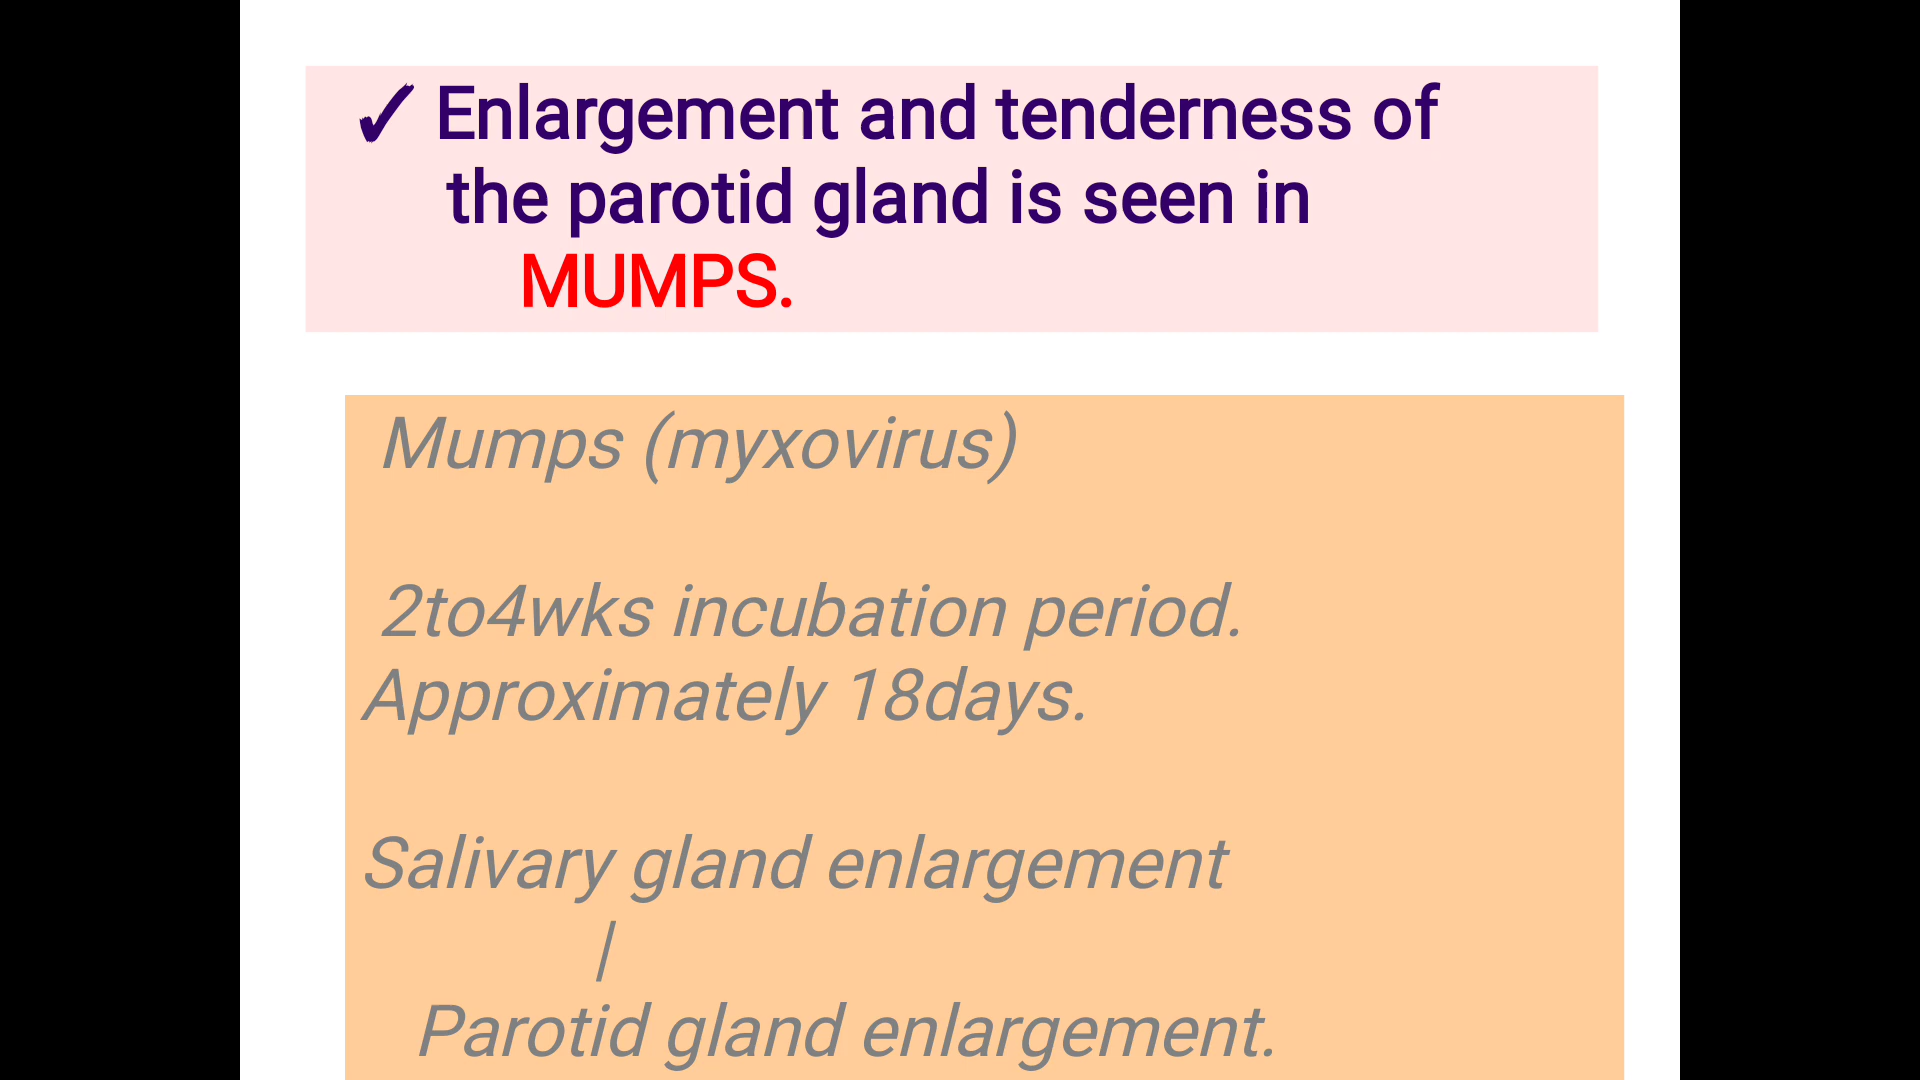 ✓ Enlargement and tenderness of
the parotid gland is seen in
MUMPS.
Mumps (myxovirus)
2to4wks incubation period.
Approximately 18days.
Salivary gland enlargement
|
Parotid gland enlargement.